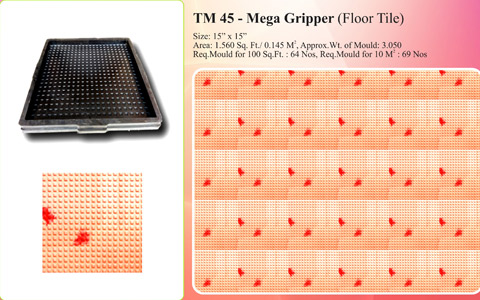 TM 45 - Mega Gripper (Floor Tile)
Size: 15” x 15”
Area: 1.560 Sq. Ft./ 0.145 M², Approx.Wt. of Mould: 3.050
Req.Mould for 100 Sq.Ft. : 64 Nos, Req.Mould for 10 M² : 69 Nos